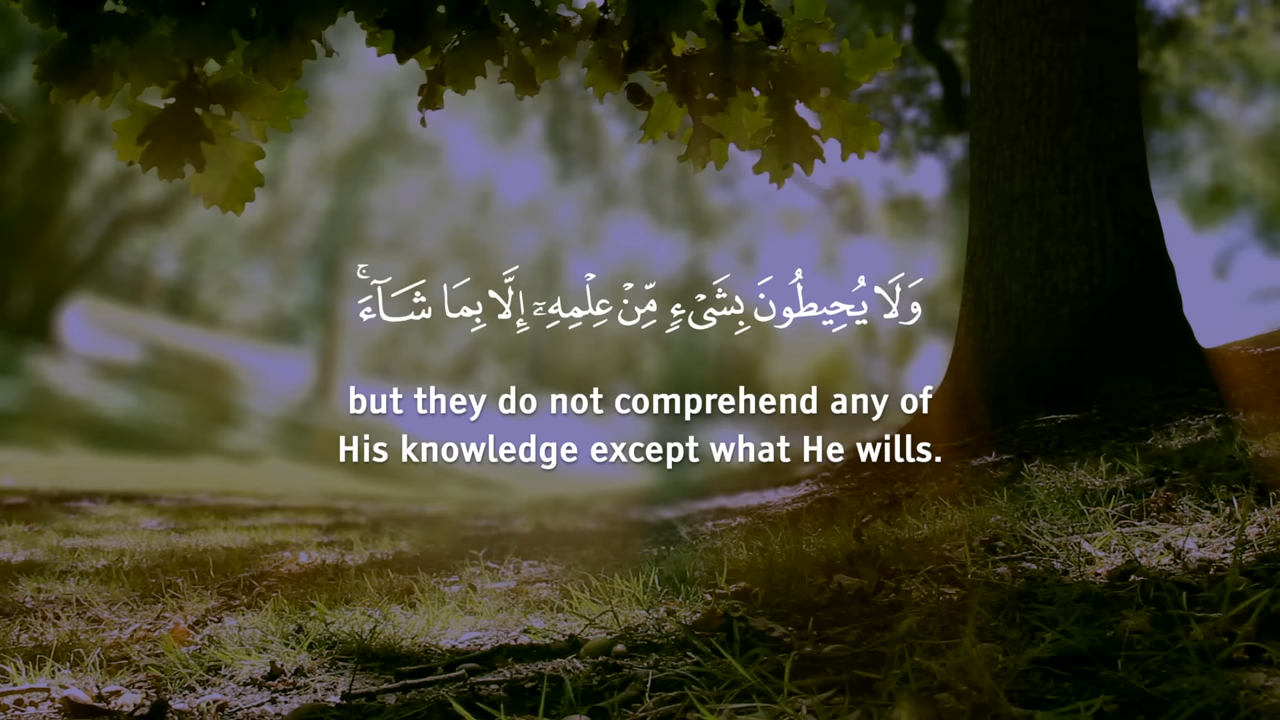 وَلَا يُحِيطُونَ بِشَىْءٍ مِّنْ عِلْمِهِۦٓ إِلَّا بِمَا شَآءَ ۚ
but they do not comprehend any of
His knowledge except what He wills.